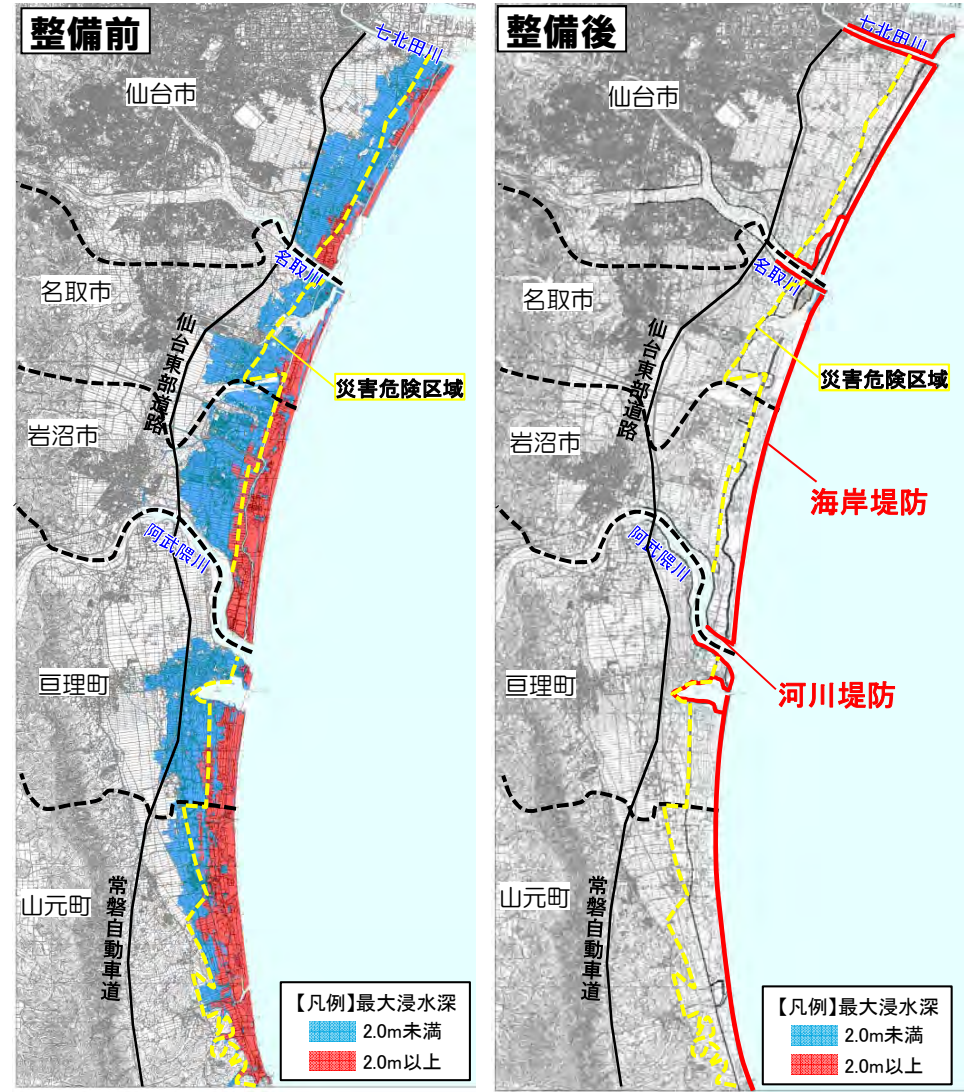 整備前
七北田川
仙台市
名取川
名取市
仙台東部道路
災害危険区域
岩沼市
阿武隈川
亘理町
山元町
常磐自動車道
【凡例】最大浸水深
2.0m未満
2.0m以上
整備後
七北田川
仙台市
名取川
名取市
仙台東部道路
災害危険区域
岩沼市
海岸堤防
阿武隈川
亘理町
河川堤防
山元町
常磐自動車道
【凡例】最大浸水深
2.0m未満
2.0m以上